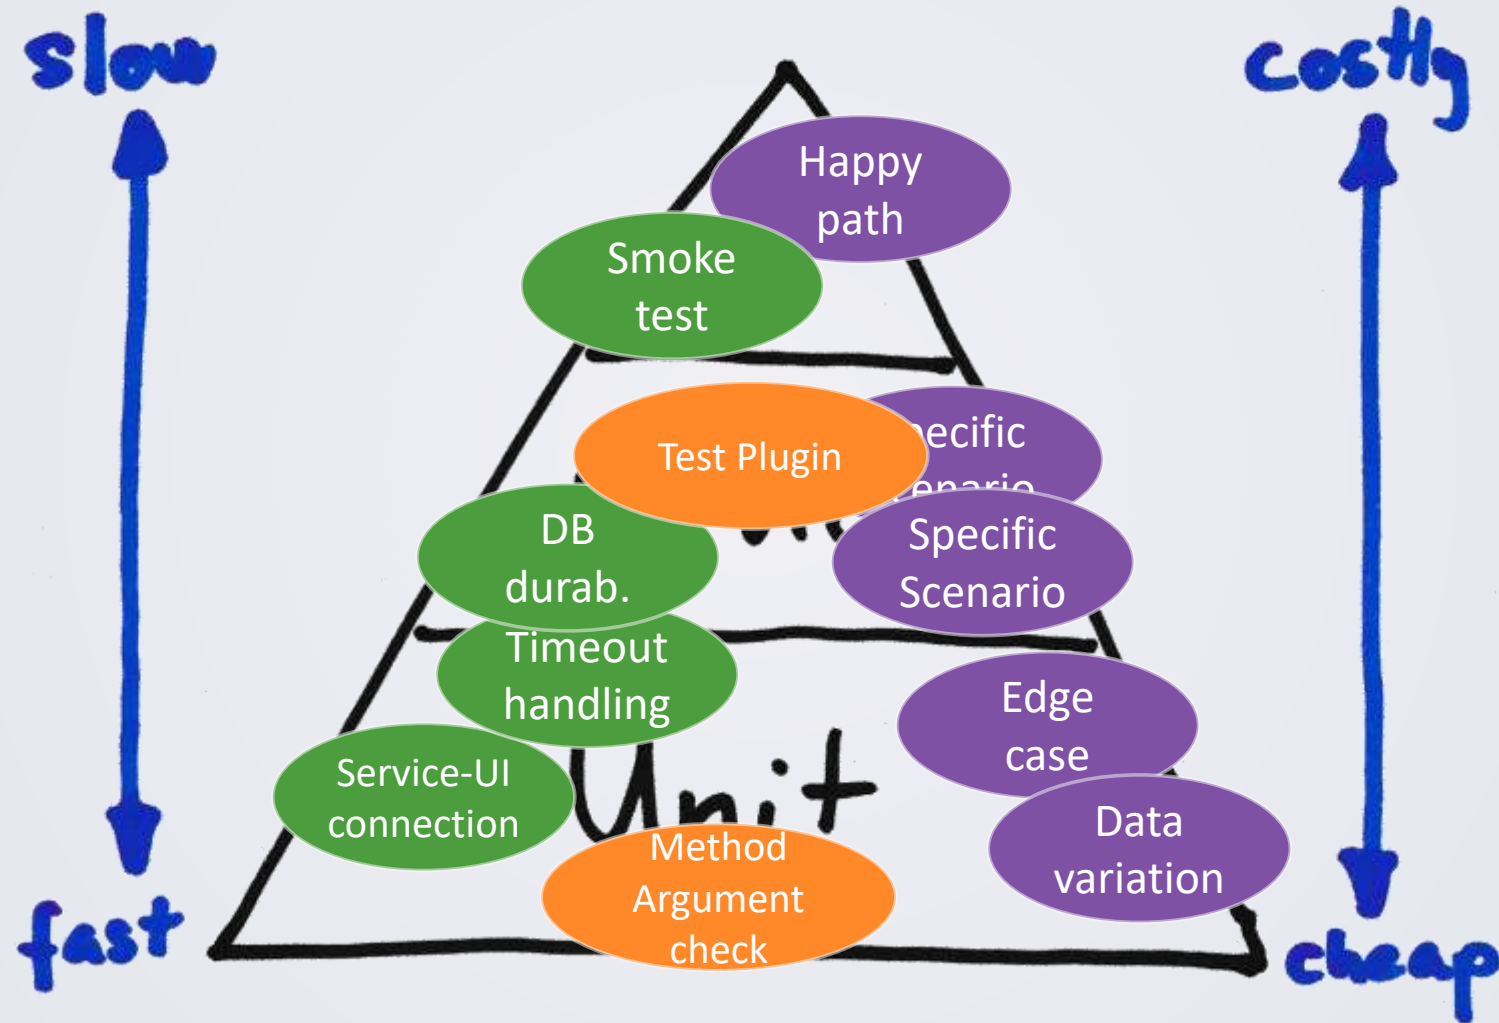 slow
costly
Happy
path
Smoke
test
Test Plugin
ecific
enario
DB
durab.
Specific
Scenario
Timeout
handling
Edge
case
Service-UI
connection
Unit
Data
variation
Method
Argument
check
fast
cheap